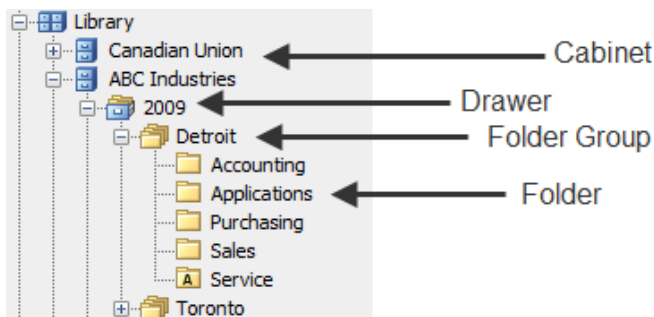 Library
Canadian Union
Cabinet
ABC Industries
2009
Drawer
Detroit
Folder Group
Accounting
Applications
Folder
Purchasing
Sales
A Service
Toronto